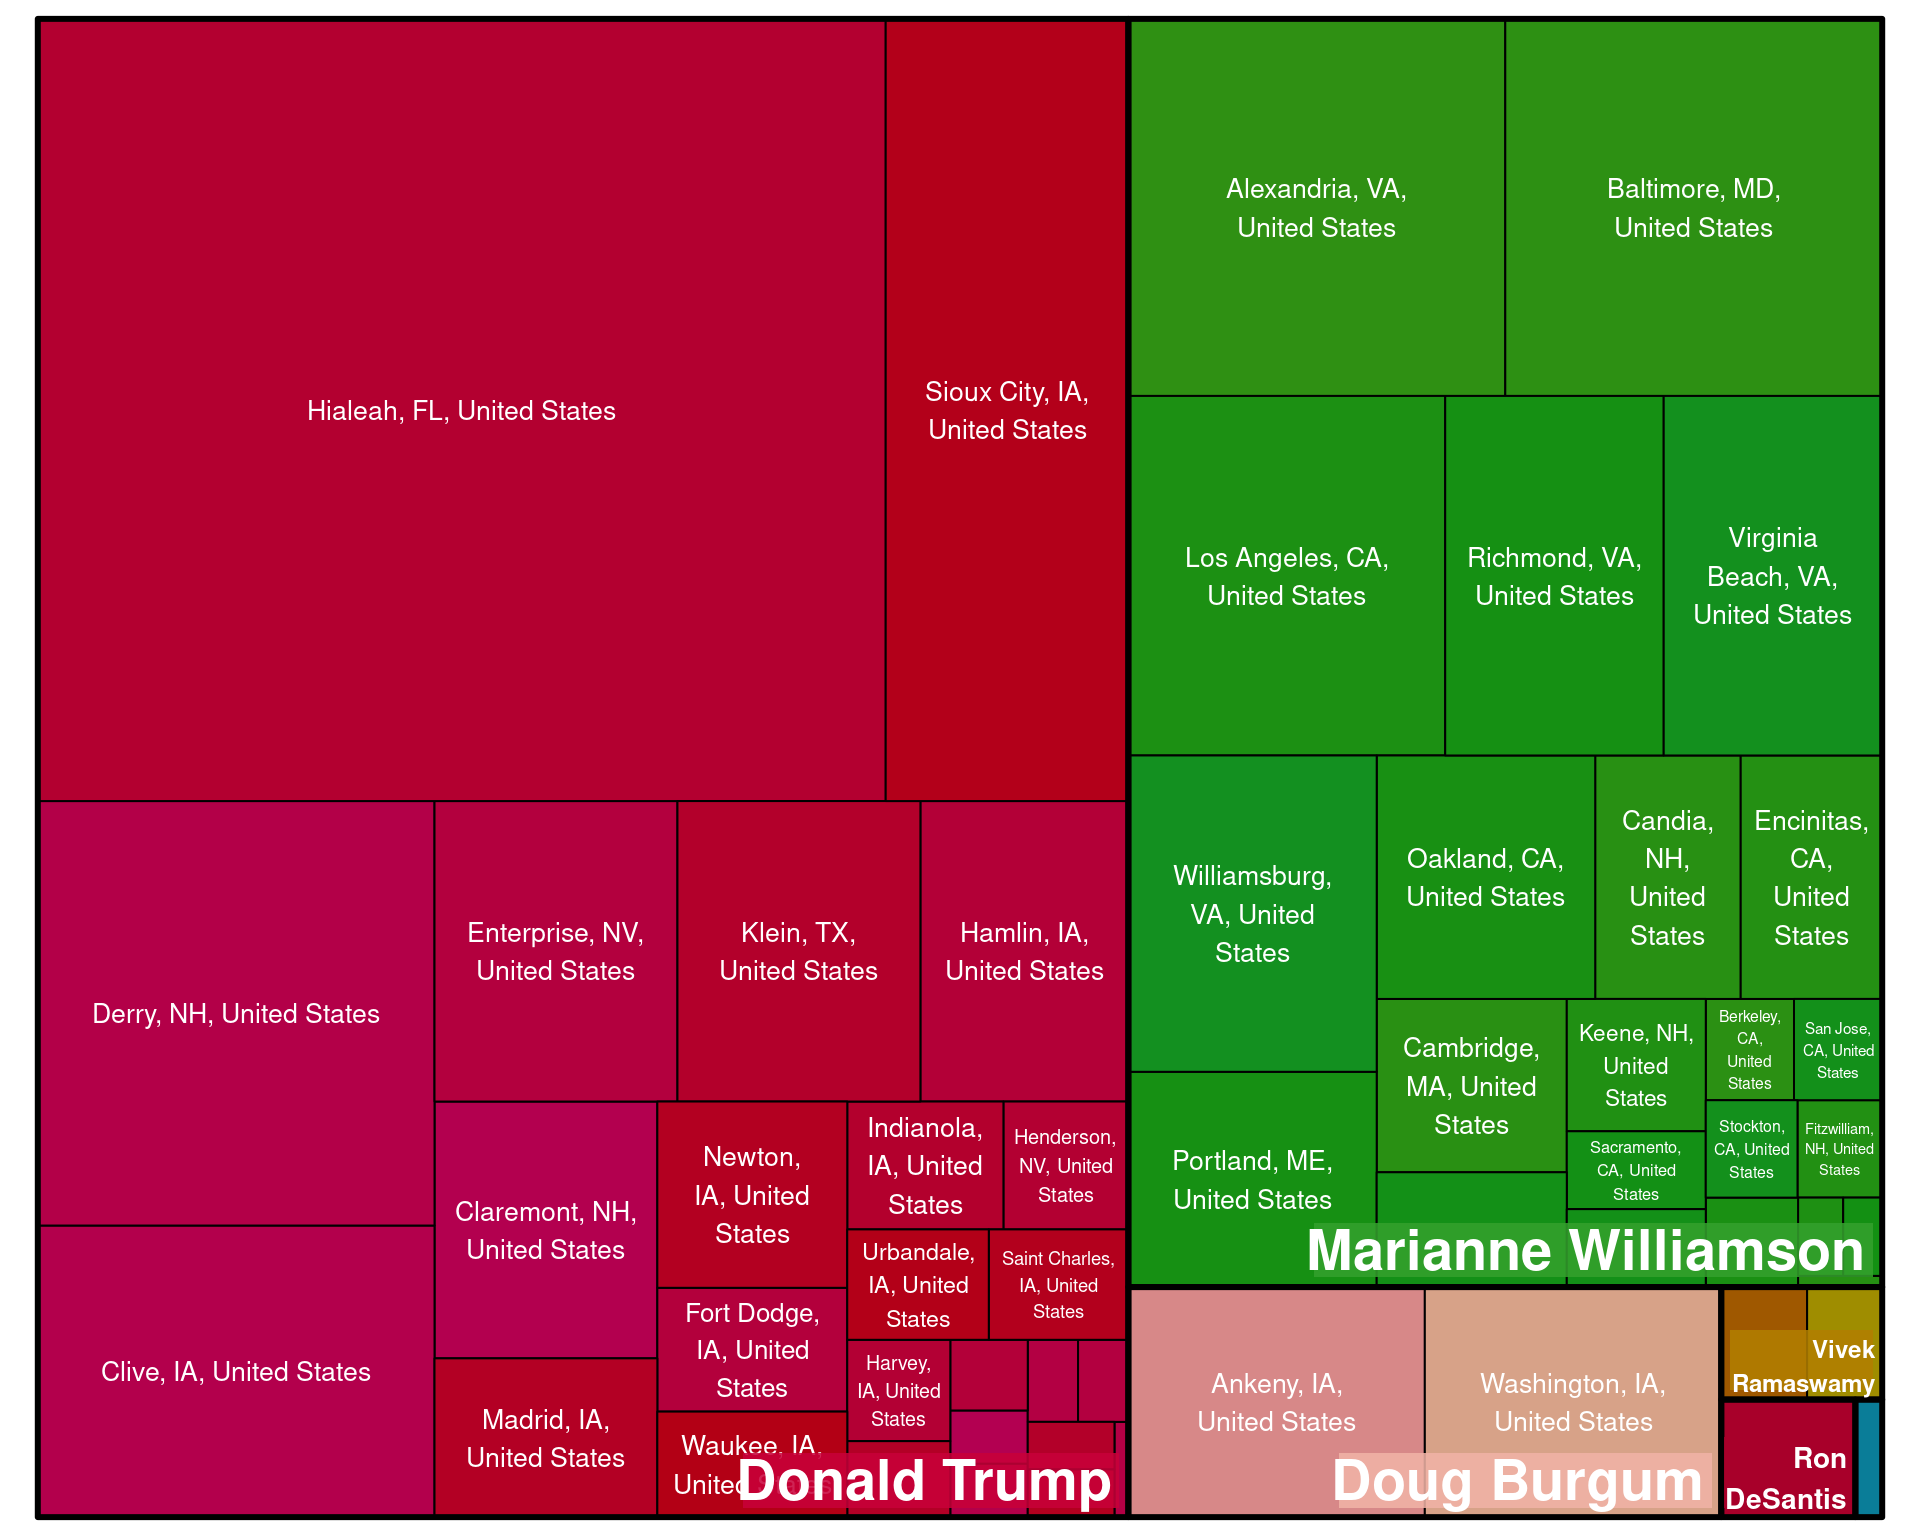 Hialeah, FL, United States
Sioux City, IA,
United States
Derry, NH, United States
Clive, IA, United States
Enterprise, NV,
United States
Klein, TX,
United States
Hamlin, IA,
United States
Claremont, NH,
United States
Madrid, IA,
United States
Newton,
IA, United
States
Fort Dodge,
IA, United
States
Waukee, IA,
United States
Indianola,
IA, United
States
Henderson,
NV, United
States
Urbandale,
IA, United
States
Saint Charles,
IA, United
States
Harvey,
IA, United
States
Donald Trump
Alexandria, VA,
United States
Baltimore, MD,
United States
Los Angeles, CA,
United States
Richmond, VA,
United States
Virginia
Beach, VA,
United States
Williamsburg,
VA, United
States
Portland, ME,
United States
Oakland, CA,
United States
Candia,
NH,
United
States
Encinitas,
CA,
United
States
Cambridge,
MA, United
States
Keene, NH,
United
States
Sacramento,
CA, United
States
Berkeley,
CA,
United
States
San Jose,
CA, United
States
Stockton,
CA, United
States
Fitzwilliam,
NH, United
States
Marianne Williamson
Ankeny, IA,
United States
Washington, IA,
United States
Doug Burgum
Vivek
Ramaswamy
Ron
DeSantis